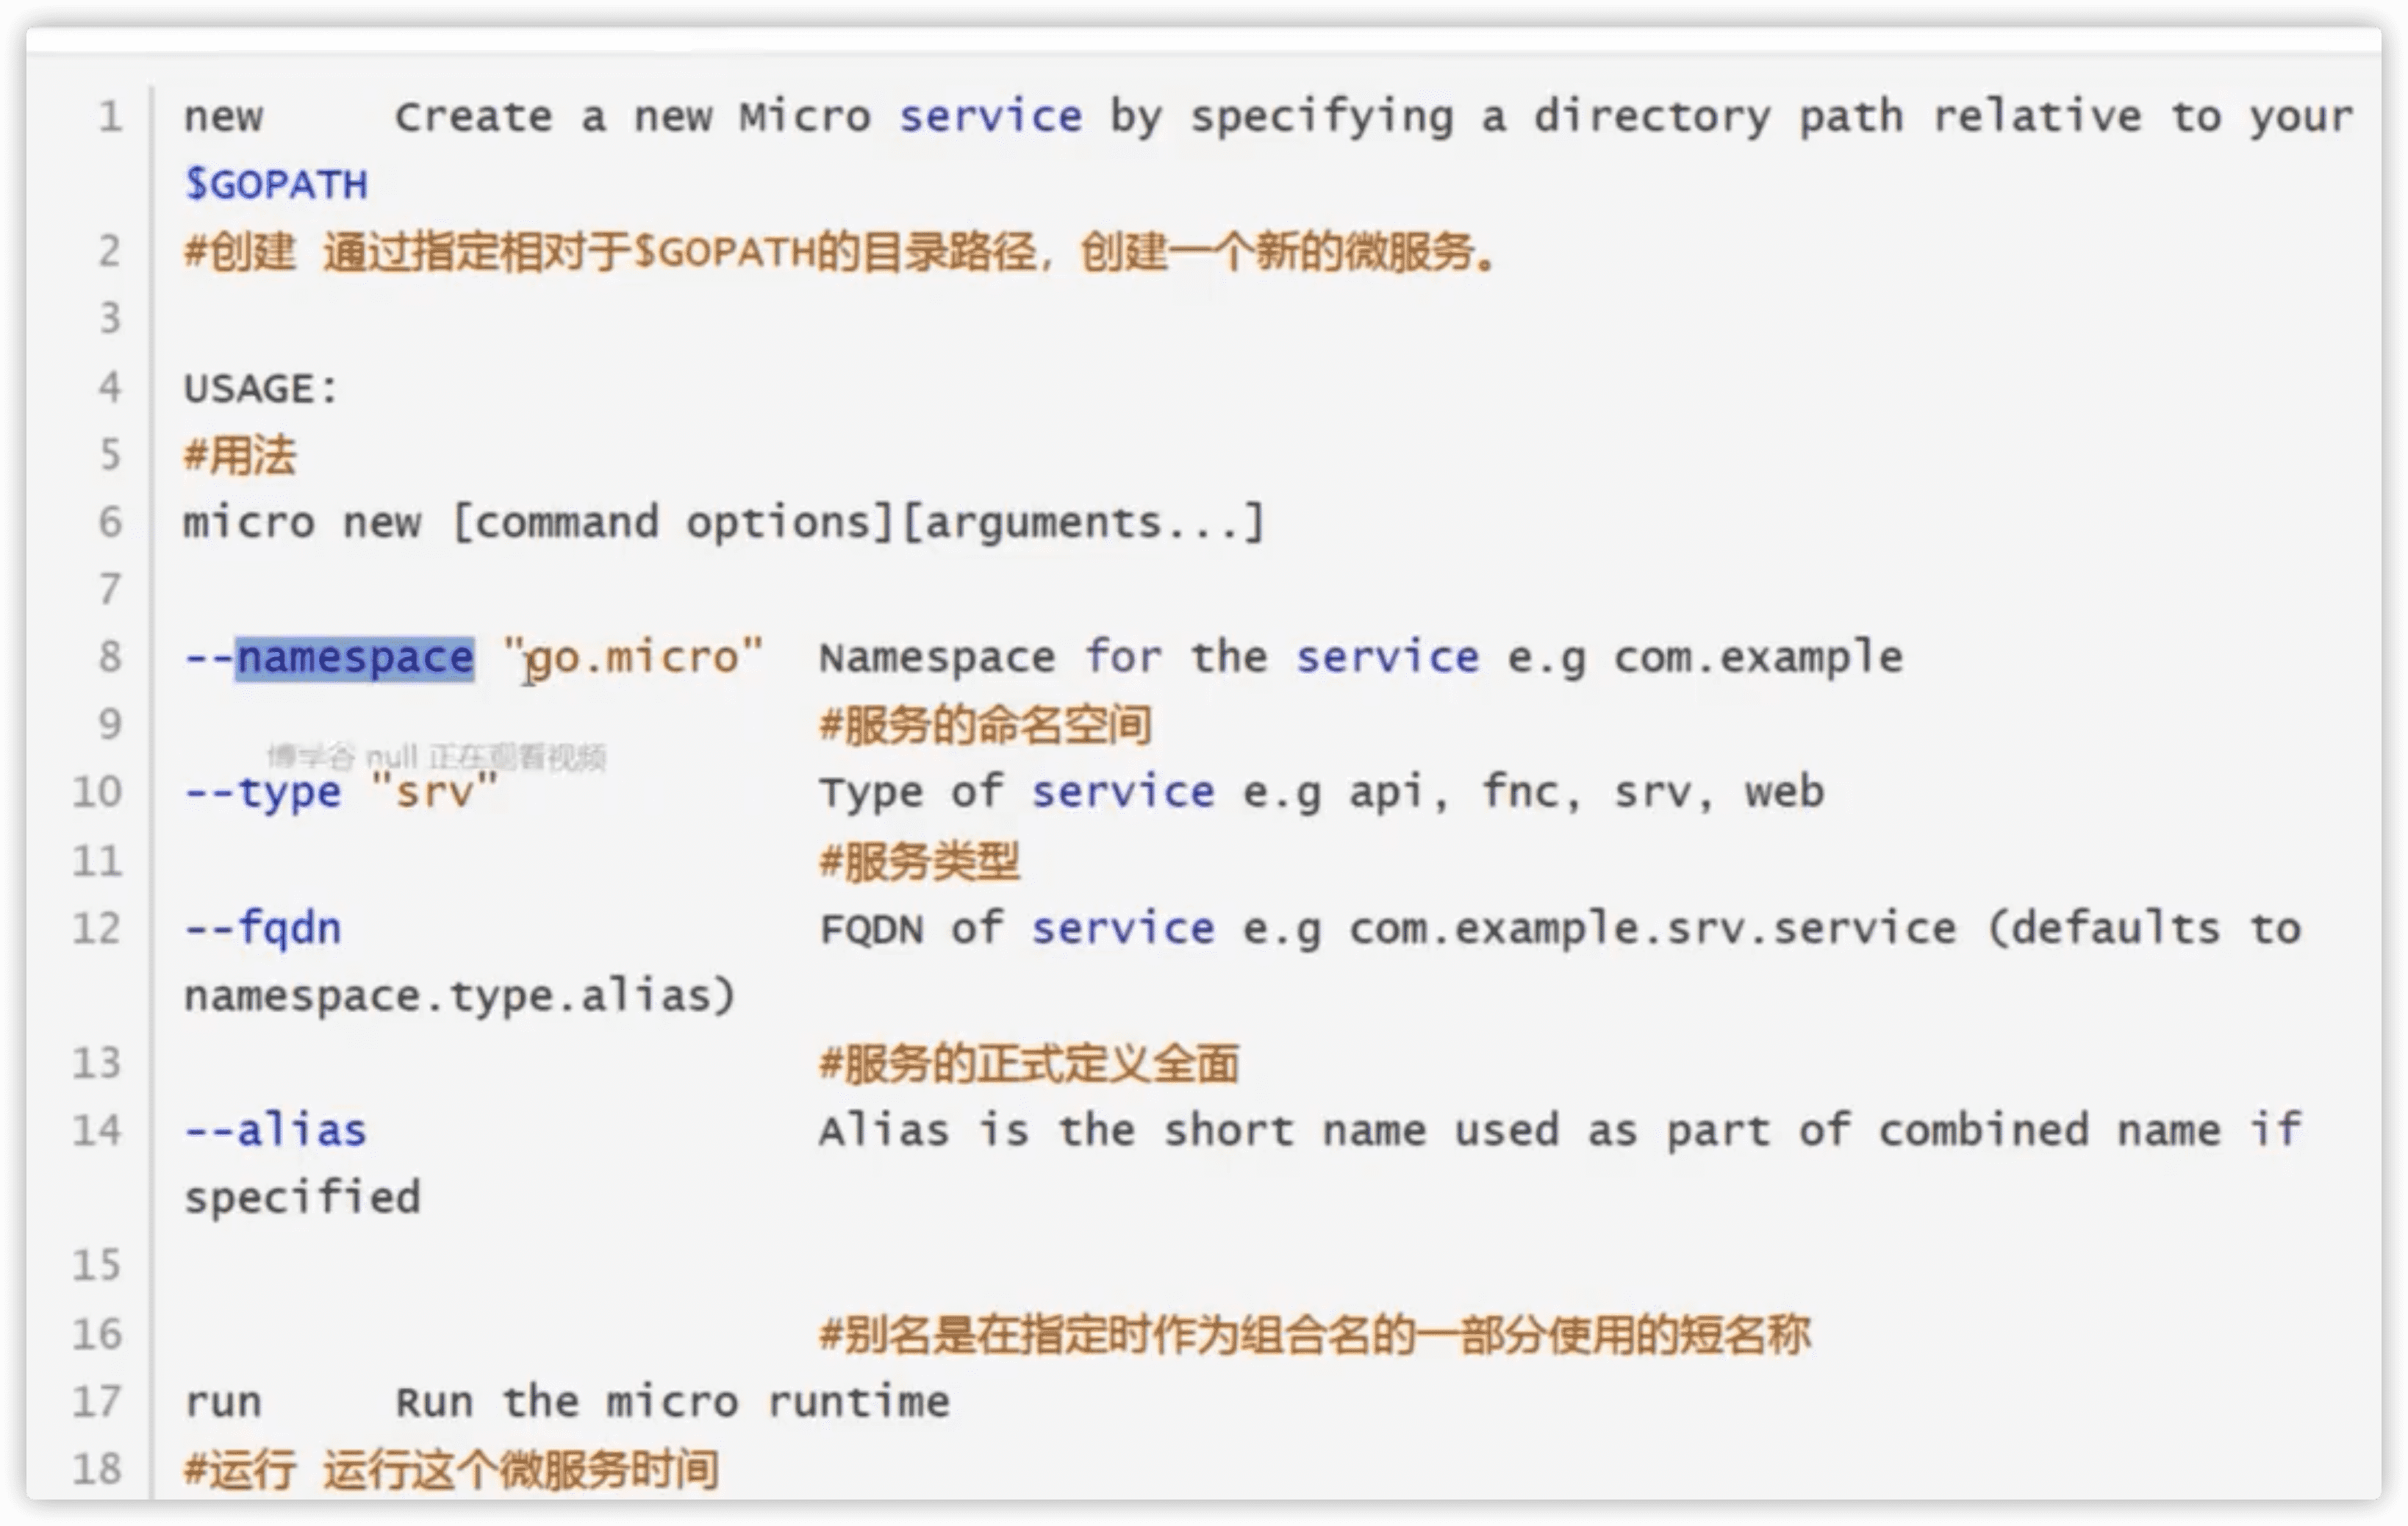 1 new     Create a new Micro service by specifying a directory path relative to your
$GOPATH
2 #创建 通过指定相对于$GOPATH的目录路径，创建一个新的微服务。
3
4 USAGE:
5 #用法
6 micro new [command options][arguments...]
7
8 --namespace "go.micro"  Namespace for the service e.g com.example
9 #服务的命名空间
博学谷 null 正在观看视频
10 --type "srv"            Type of service e.g api, fnc, srv, web
11 #服务类型
12 --fqdn                  FQDN of service e.g com.example.srv.service (defaults to
namespace.type.alias)
13 #服务的正式定义全面
14 --alias                 Alias is the short name used as part of combined name if
specified
15
16 #别名是在指定时作为组合名的一部分使用的短名称
17 run     Run the micro runtime
18 #运行 运行这个微服务时间